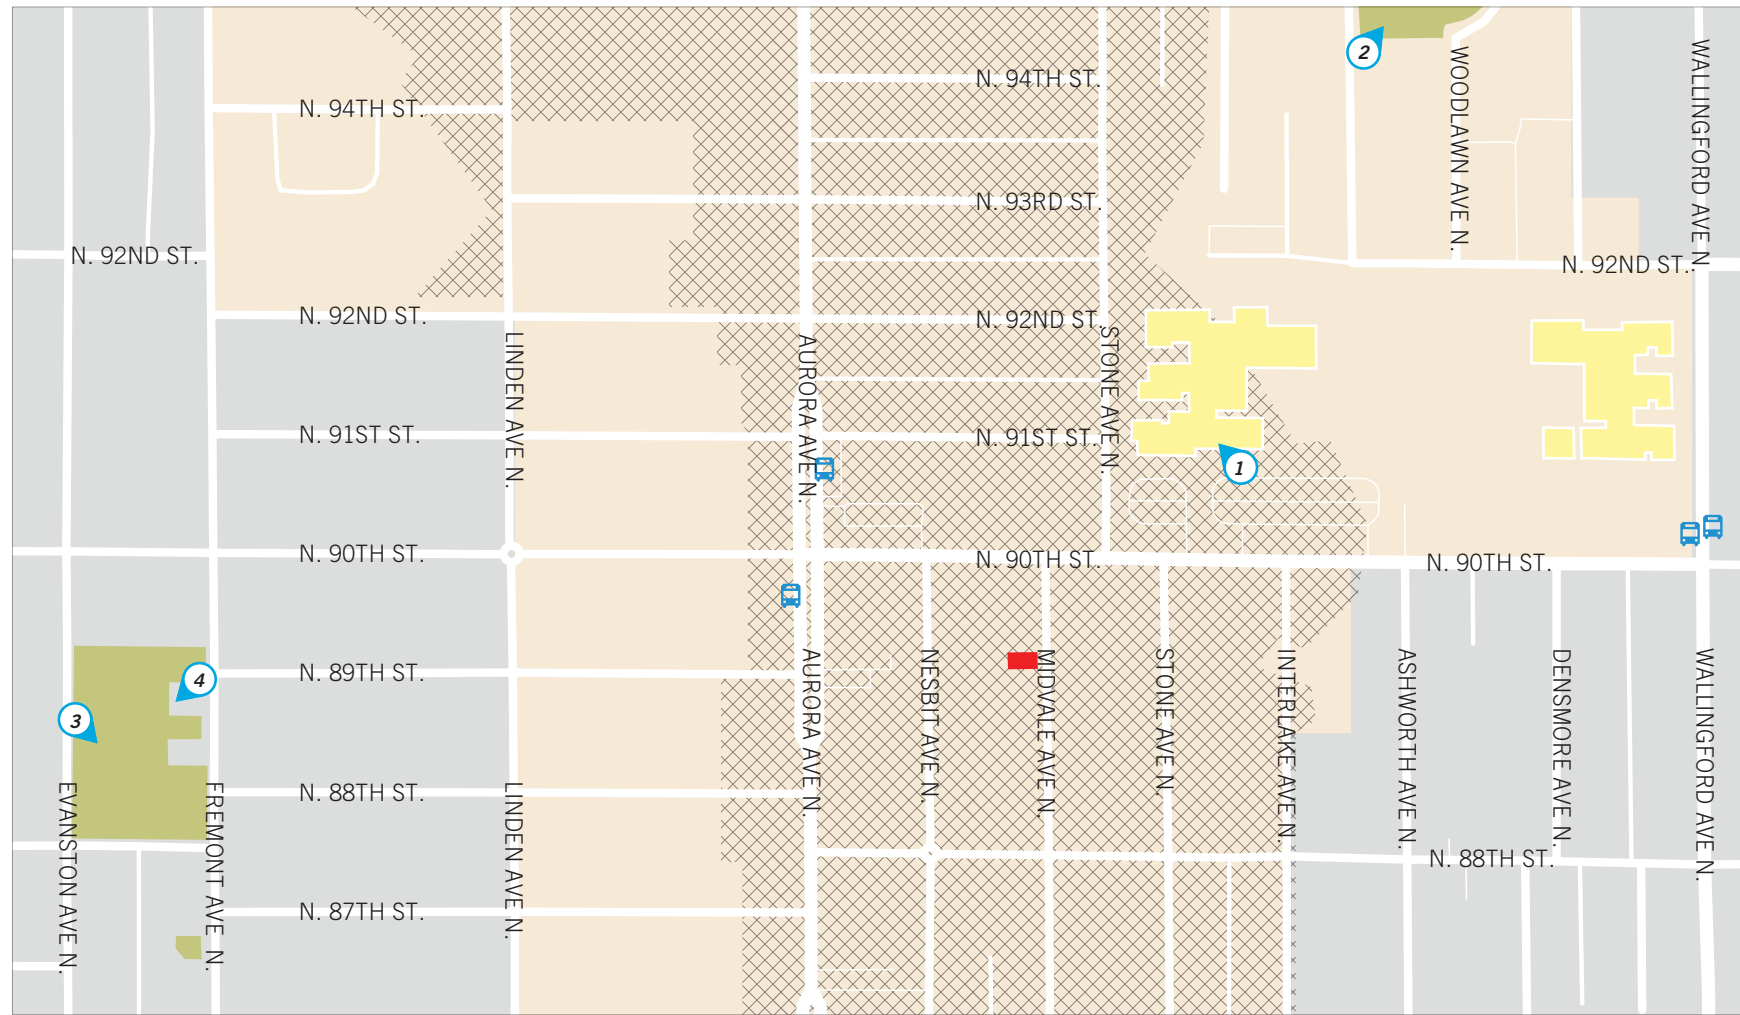 2
N. 94TH ST.
N. 94TH ST.
WOODLAWN AVE N.
WALLINGFORD AVE N.
N. 93RD ST.
N. 92ND ST.
N. 92ND ST.
N. 92ND ST.
N. 92ND ST.
LINDEN AVE N.
AURORA AVE N.
STONE AVE N.
N. 91ST ST.
N. 91ST ST.
1
N. 90TH ST.
N. 90TH ST.
N. 90TH ST.
N. 89TH ST.
4
3
AURORA AVE N.
NESBIT AVE N.
MIDVALE AVE N.
STONE AVE N.
INTERLAKE AVE N.
ASHWORTH AVE N.
DENSMORE AVE N.
WALLINGFORD AVE N.
EVANSTON AVE N.
FREMONT AVE N.
N. 88TH ST.
LINDEN AVE N.
N. 88TH ST.
N. 87TH ST.